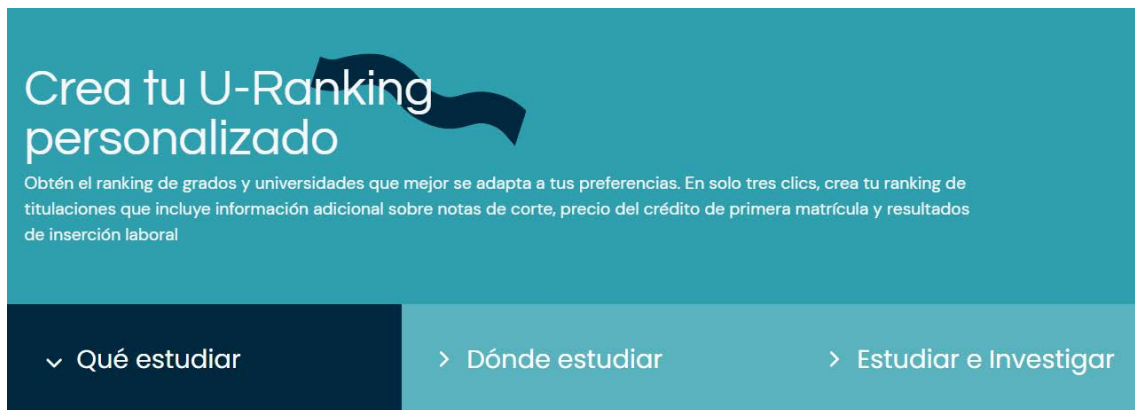 Crea tu U-Ranking
personalizado
Obtén el ranking de grados y universidades que mejor se adapta a tus preferencias. En solo tres clics, crea tu ranking de
titulaciones que incluye información adicional sobre notas de corte, precio del crédito de primera matrícula y resultados
de inserción laboral
Qué estudiar
Dónde estudiar
Estudiar e Investigar